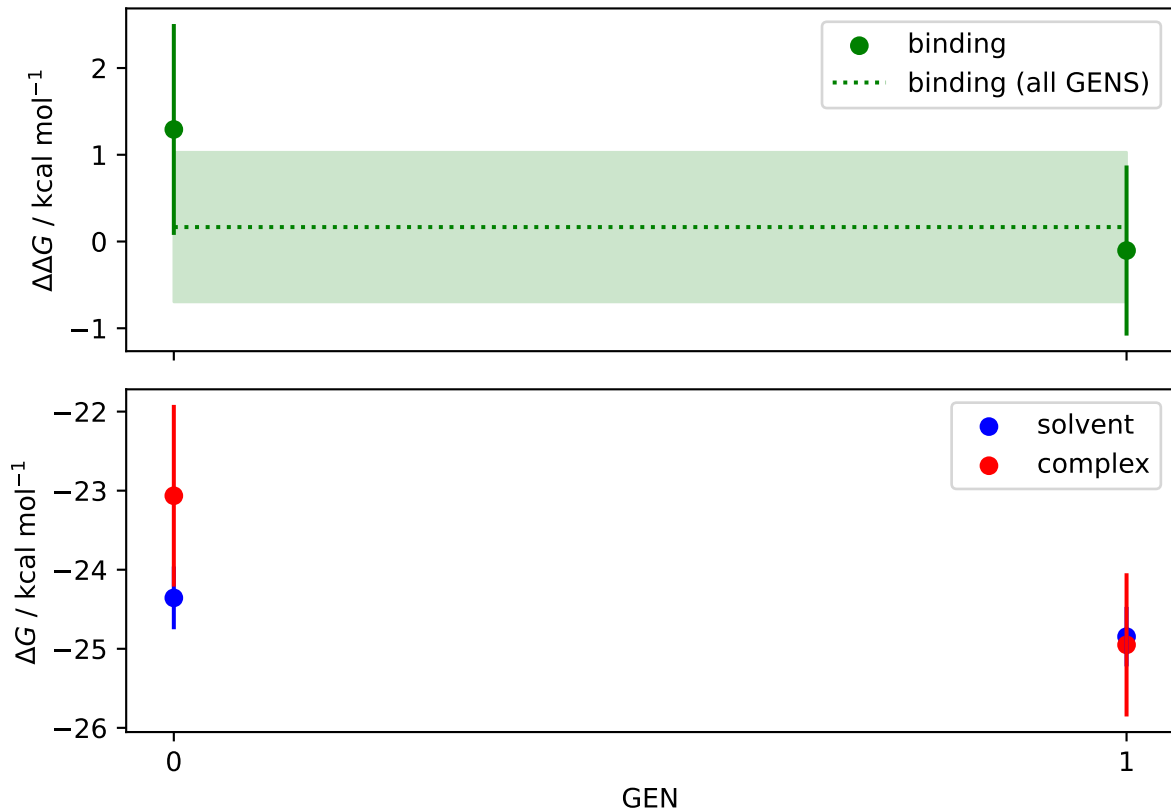 binding
binding (all GENS)
2
1
0
−1
ΔΔG / kcal mol⁻¹
solvent
complex
−22
−23
−24
−25
−26
ΔG / kcal mol⁻¹
0
1
GEN